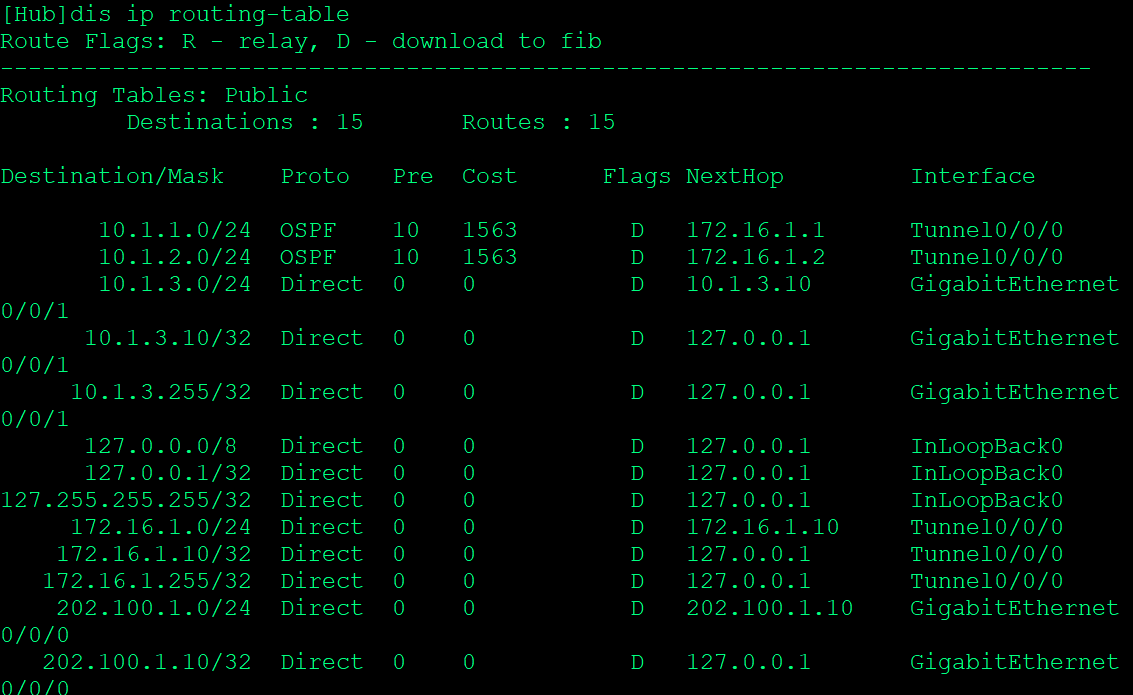 [Hub]dis ip routing-table
Route Flags: R - relay, D - download to fib
------------------------------------------------------------------------------
Routing Tables: Public
         Destinations : 15       Routes : 15
Destination/Mask    Proto   Pre  Cost      Flags NextHop         Interface
       10.1.1.0/24  OSPF    10   1563        D   172.16.1.1      Tunnel0/0/0
       10.1.2.0/24  OSPF    10   1563        D   172.16.1.2      Tunnel0/0/0
       10.1.3.0/24  Direct  0    0           D   10.1.3.10       GigabitEthernet
0/0/1
      10.1.3.10/32  Direct  0    0           D   127.0.0.1       GigabitEthernet
0/0/1
     10.1.3.255/32  Direct  0    0           D   127.0.0.1       GigabitEthernet
0/0/1
      127.0.0.0/8   Direct  0    0           D   127.0.0.1       InLoopBack0
      127.0.0.1/32  Direct  0    0           D   127.0.0.1       InLoopBack0
127.255.255.255/32  Direct  0    0           D   127.0.0.1       InLoopBack0
     172.16.1.0/24  Direct  0    0           D   172.16.1.10     Tunnel0/0/0
    172.16.1.10/32  Direct  0    0           D   127.0.0.1       Tunnel0/0/0
   172.16.1.255/32  Direct  0    0           D   127.0.0.1       Tunnel0/0/0
    202.100.1.0/24  Direct  0    0           D   202.100.1.10    GigabitEthernet
0/0/0
   202.100.1.10/32  Direct  0    0           D   127.0.0.1       GigabitEthernet
0/0/0